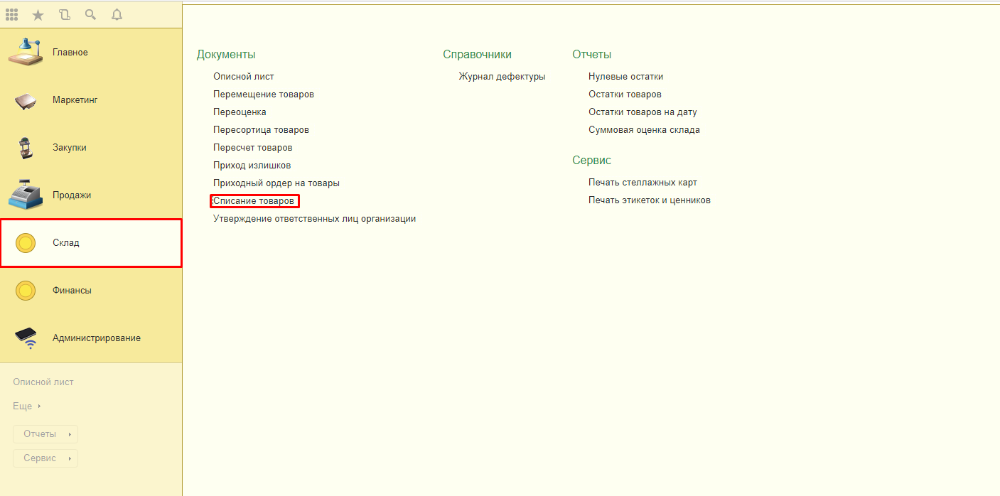 Главное
Маркетинг
Закупки
Продажи
Склад
Финансы
Администрирование
Описной лист
Еще
Отчеты
Сервис
Документы
Описной лист
Перемещение товаров
Переоценка
Пересортица товаров
Пересчет товаров
Приход излишков
Приходный ордер на товары
Списание товаров
Утверждение ответственных лиц организации
Справочники
Журнал дефектуры
Отчеты
Нулевые остатки
Остатки товаров
Остатки товаров на дату
Суммовая оценка склада
Сервис
Печать стеллажных карт
Печать этикеток и ценников